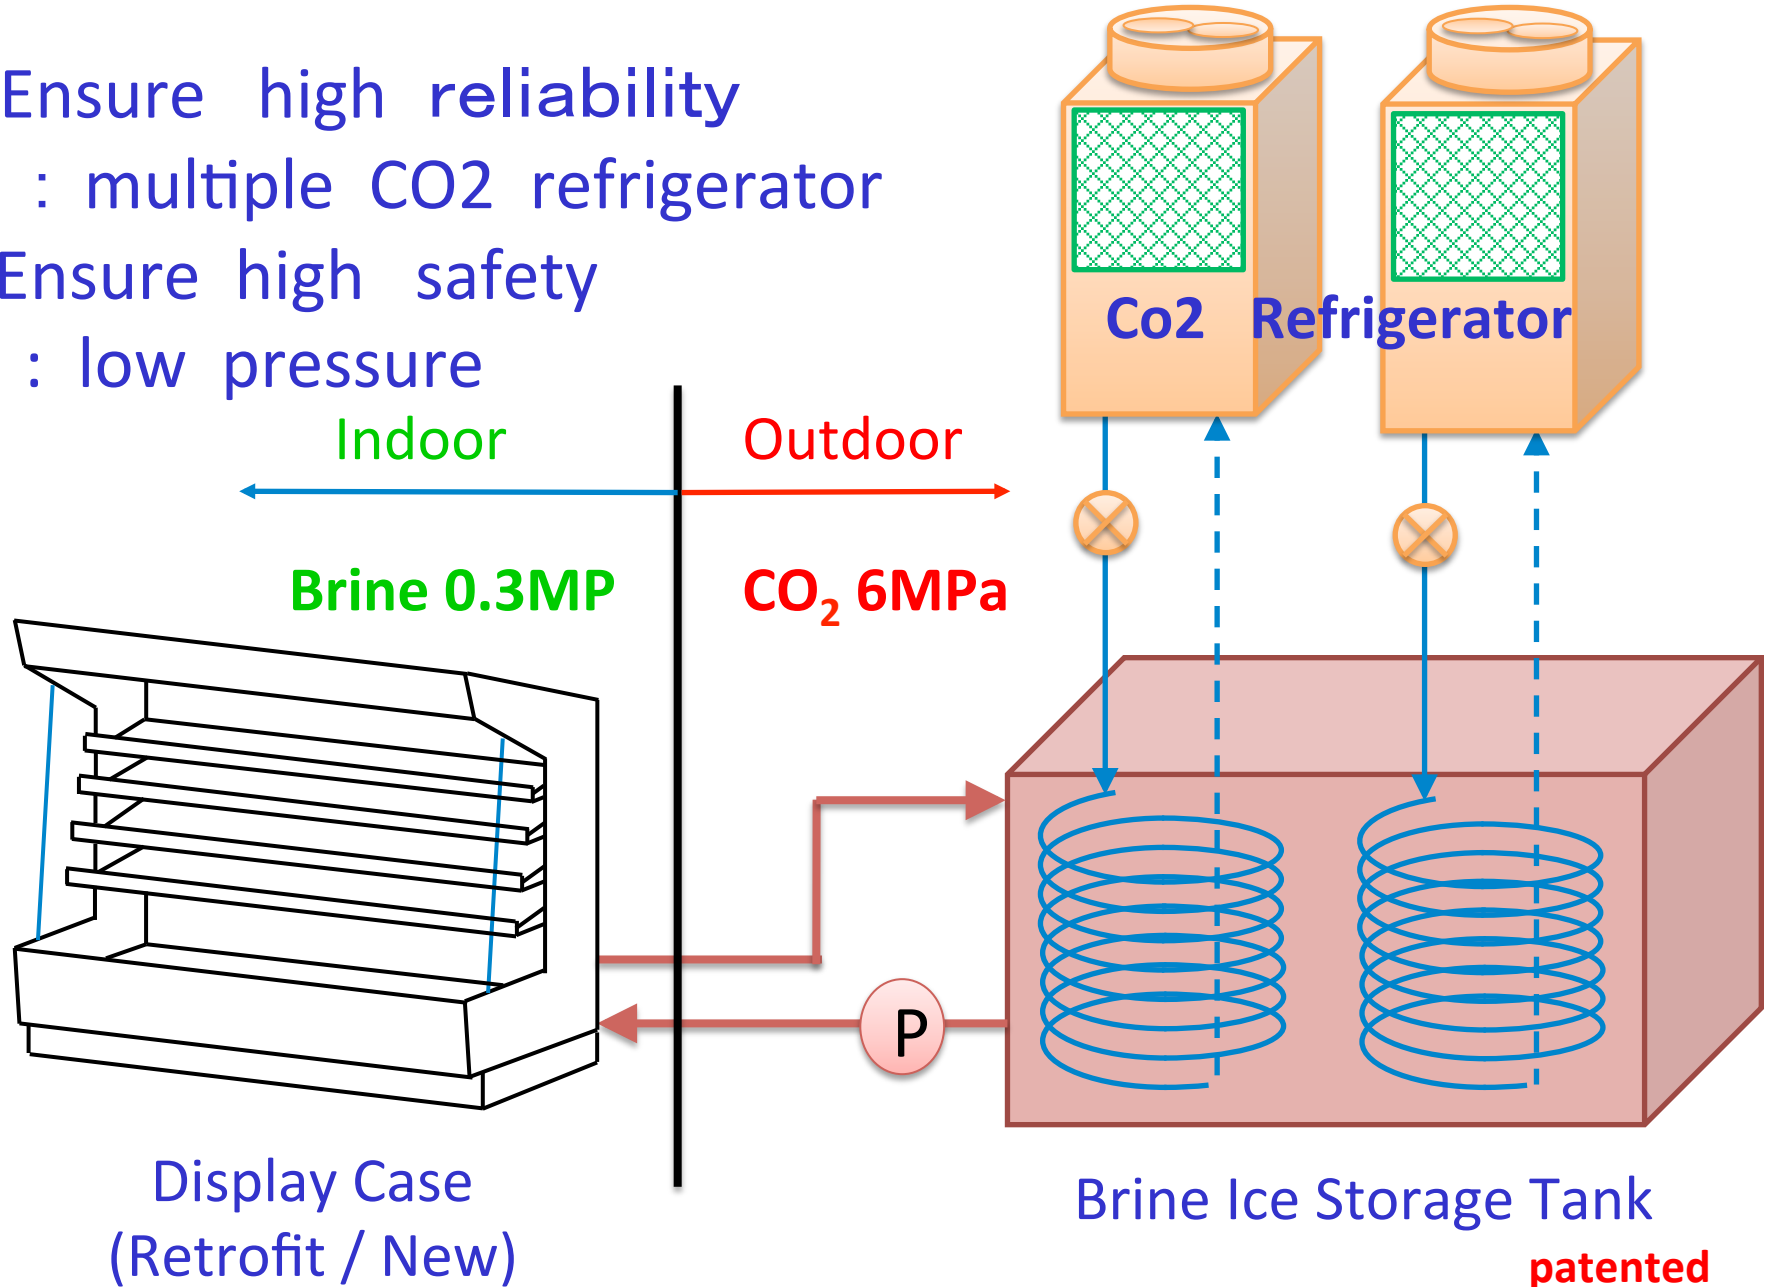 Ensure high reliability
: multiple CO2 refrigerator
Ensure high safety
: low pressure
Indoor
Outdoor
Brine 0.3MP
CO₂ 6MPa
Co2 Refrigerator
P
Display Case
(Retrofit / New)
Brine Ice Storage Tank
patented